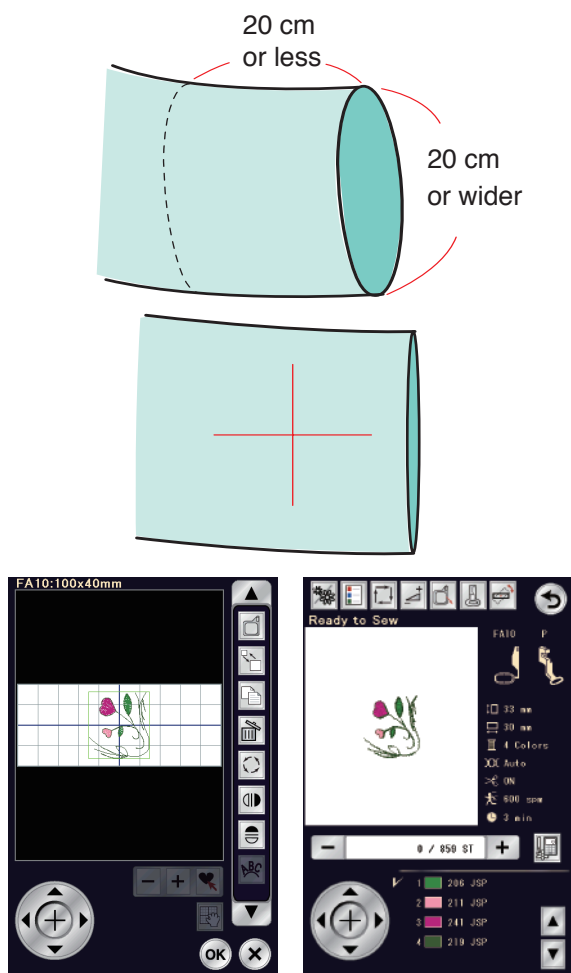 20 cm
or less
20 cm
or wider
FA10:100x40mm
ABC
OK
Ready to Sew
FA10 P
33 mm
30 mm
4 Colors
Auto
ON
600 spm
3 min
0 / 859 ST
1 206 JSP
2 211 JSP
3 241 JSP
4 219 JSP